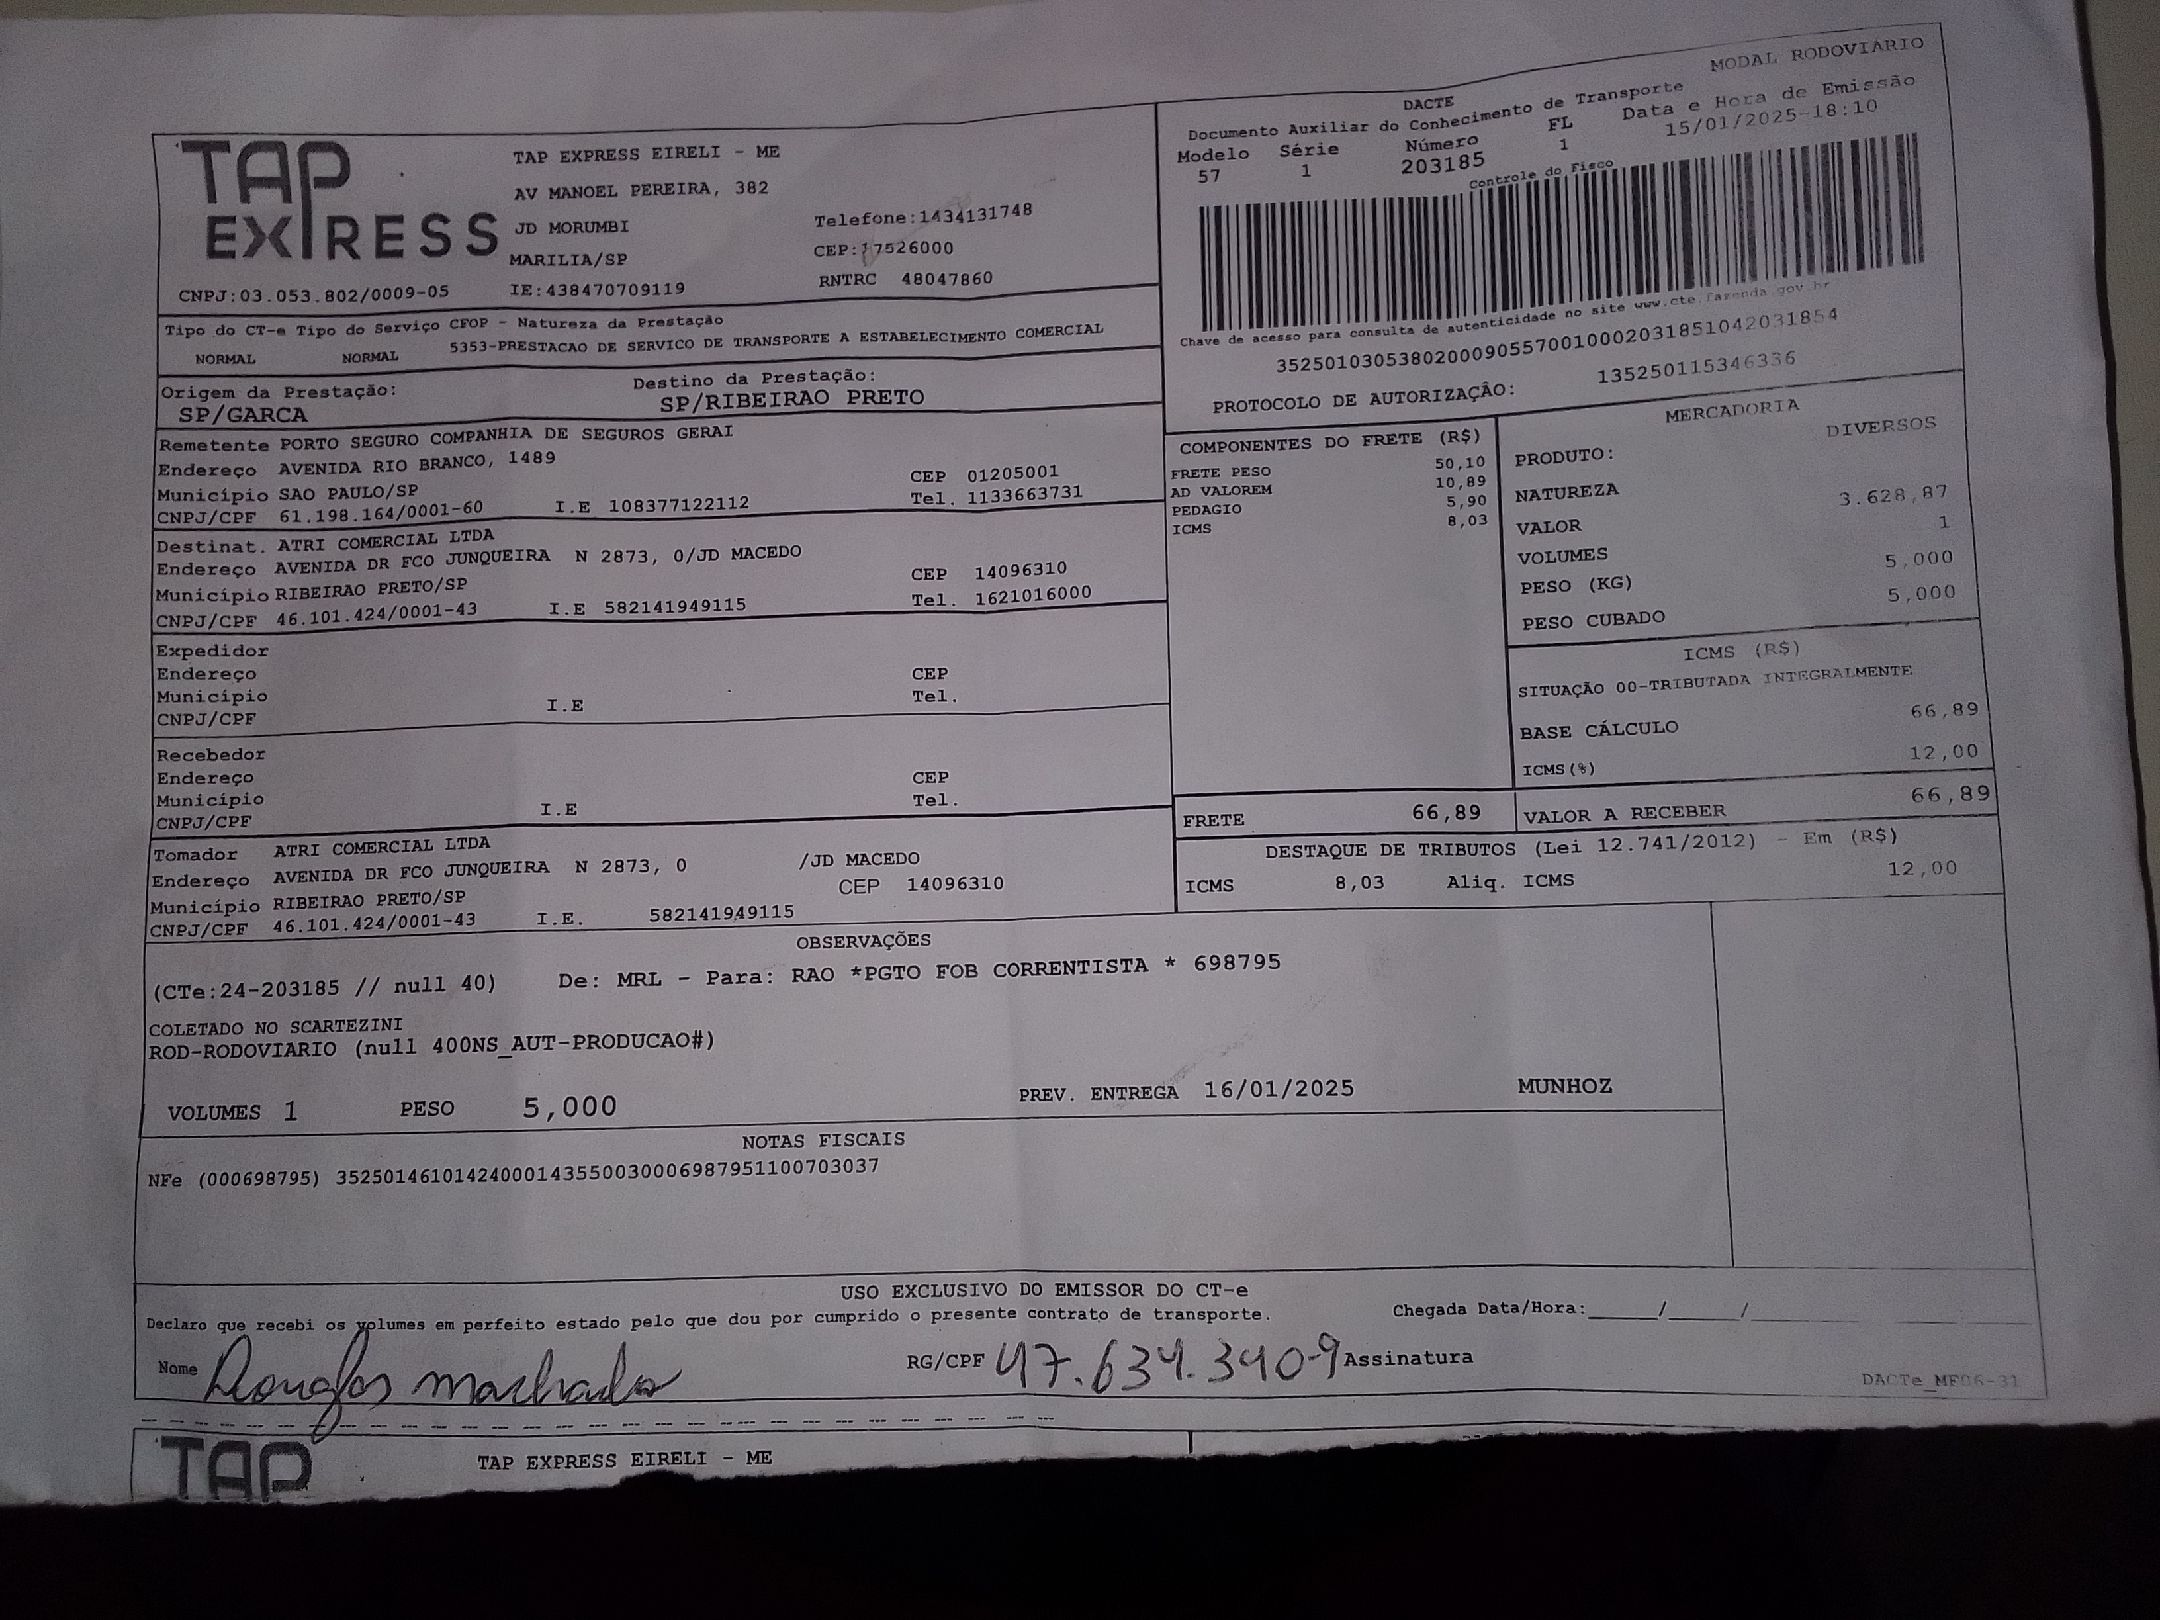 MODAL RODOVIÁRIO
TAP EXPRESS
TAP EXPRESS EIRELI - ME
AV MANOEL PEREIRA, 382
JD MORUMBI
Telefone:1434131748
MARILIA/SP
CEP:17526000
CNPJ:03.053.802/0009-05 IE:438470709119 RNTRC 48047860
DACTE
Documento Auxiliar do Conhecimento de Transporte
Modelo Série Número FL Data e Hora de Emissão
57 1 203185 1 15/01/2025-18:10
Controle do Fisco
Chave de acesso para consulta de autenticidade no site www.cte.fazenda.gov.br
35250103053802000905570010002031851042031854
PROTOCOLO DE AUTORIZAÇÃO: 135250115346336
Tipo do CT-e Tipo do Serviço CFOP - Natureza da Prestação
NORMAL NORMAL 5353-PRESTACAO DE SERVICO DE TRANSPORTE A ESTABELECIMENTO COMERCIAL
Origem da Prestação: Destino da Prestação:
SP/GARCA SP/RIBEIRAO PRETO
Remetente PORTO SEGURO COMPANHIA DE SEGUROS GERAI
Endereço AVENIDA RIO BRANCO, 1489 CEP 01205001
Município SAO PAULO/SP Tel. 1133663731
CNPJ/CPF 61.198.164/0001-60 I.E 108377122112
Destinat. ATRI COMERCIAL LTDA
Endereço AVENIDA DR FCO JUNQUEIRA N 2873, 0/JD MACEDO CEP 14096310
Município RIBEIRAO PRETO/SP Tel. 1621016000
CNPJ/CPF 46.101.424/0001-43 I.E 582141949115
Expedidor
Endereço CEP
Município Tel.
CNPJ/CPF I.E
Recebedor
Endereço CEP
Município Tel.
CNPJ/CPF I.E
Tomador ATRI COMERCIAL LTDA
Endereço AVENIDA DR FCO JUNQUEIRA N 2873, 0 /JD MACEDO
Município RIBEIRAO PRETO/SP CEP 14096310
CNPJ/CPF 46.101.424/0001-43 I.E. 582141949115
COMPONENTES DO FRETE (R$)
FRETE PESO 50,10
AD VALOREM 10,89
PEDAGIO 5,90
ICMS 8,03
MERCADORIA
PRODUTO: DIVERSOS
NATUREZA
VALOR 3.628,87
VOLUMES 1
PESO (KG) 5,000
PESO CUBADO 5,000
ICMS (R$)
SITUAÇÃO 00-TRIBUTADA INTEGRALMENTE
BASE CÁLCULO 66,89
ICMS(%) 12,00
FRETE 66,89 VALOR A RECEBER 66,89
DESTAQUE DE TRIBUTOS (Lei 12.741/2012) - Em (R$)
ICMS 8,03 Aliq. ICMS 12,00
OBSERVAÇÕES
(CTe:24-203185 // null 40) De: MRL - Para: RAO *PGTO FOB CORRENTISTA * 698795
COLETADO NO SCARTEZINI
ROD-RODOVIARIO (null 400NS_AUT-PRODUCAO#)
VOLUMES 1 PESO 5,000 PREV. ENTREGA 16/01/2025 MUNHOZ
NOTAS FISCAIS
NFe (000698795) 35250146101424000143550030006987951100703037
USO EXCLUSIVO DO EMISSOR DO CT-e
Declaro que recebi os volumes em perfeito estado pelo que dou por cumprido o presente contrato de transporte. Chegada Data/Hora:_____/_____/
Nome Douglas machado RG/CPF 47.634.340-9 Assinatura
DACTe_MF06-31
TAP
TAP EXPRESS EIRELI - ME